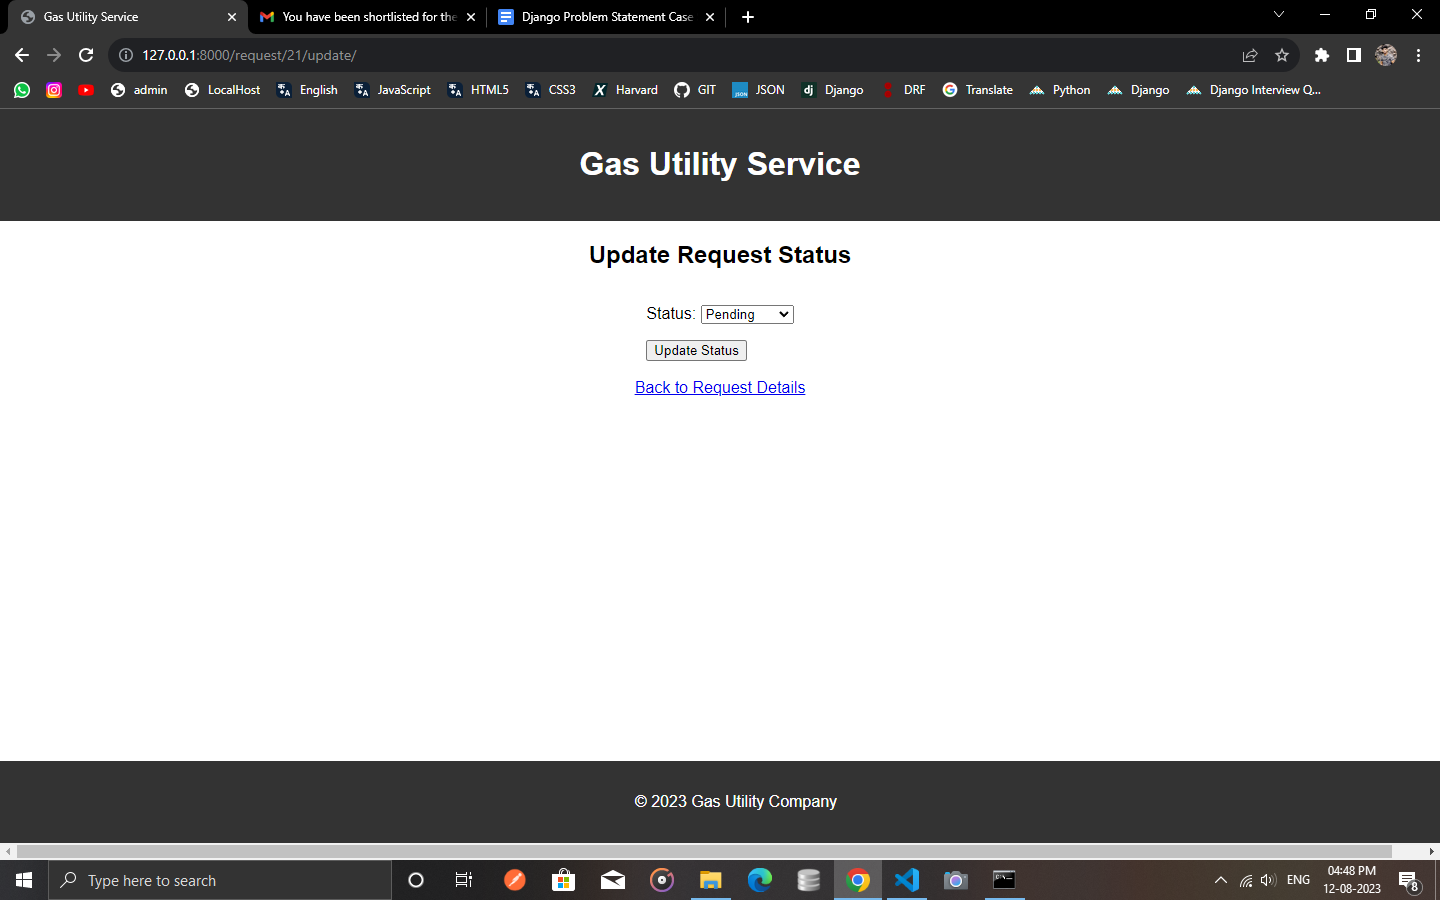 Gas Utility Service
You have been shortlisted for the
Django Problem Statement Case
127.0.0.1:8000/request/21/update/
admin LocalHost English JavaScript HTML5 CSS3 Harvard GIT JSON Django DRF Translate Python Django Django Interview Q...
Gas Utility Service
Update Request Status
Status: Pending
Update Status
Back to Request Details
© 2023 Gas Utility Company
Type here to search
ENG
04:48 PM
12-08-2023
8